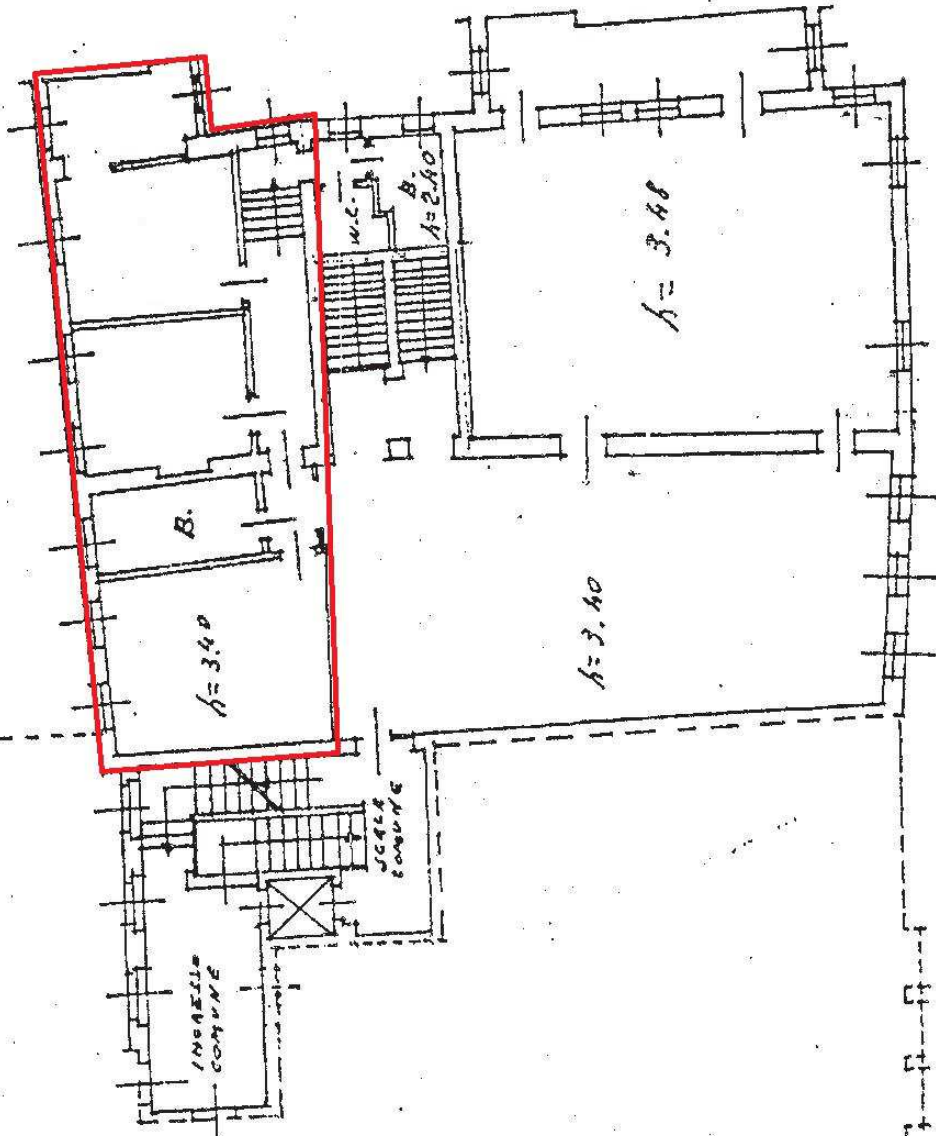 W.C.
B.
h=2.40
h= 3.48
B.
h=3.40
h=3.40
SCALA
COMUNE
INGRESSO
COMUNE